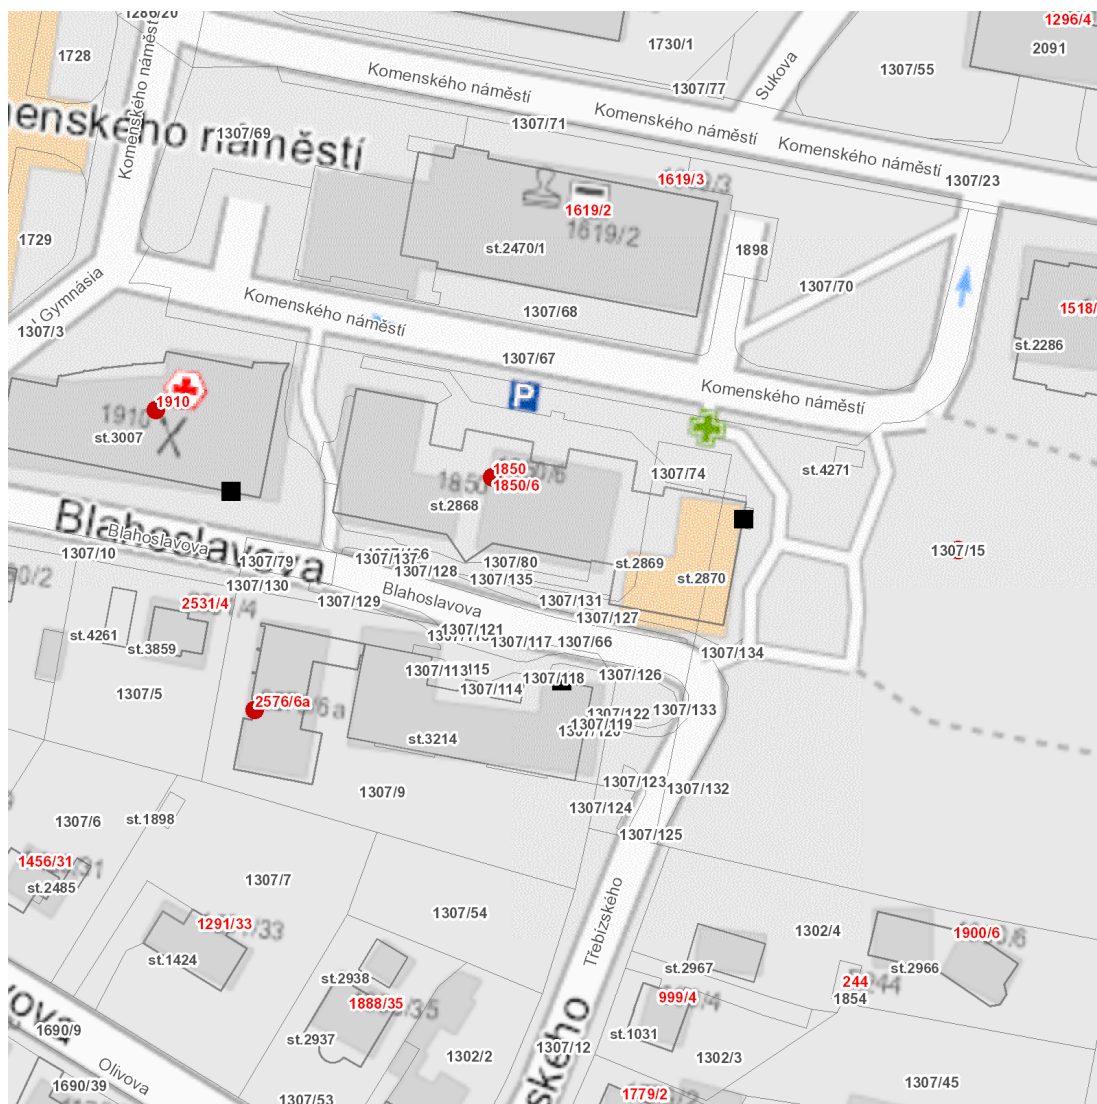 1286/20
1296/4
1730/1
2091
1728
1307/55
Komenského náměstí
Komenského náměstí
Sukova
1307/77
Komenského náměstí
Komenského náměstí
1307/71
menského náměstí
1307/69
1619/3
1307/23
1619/2
1619/2
1729
st.2470/1
1898
Gymnásia
1307/70
Komenského náměstí
1307/68
1518/
1307/3
st.2286
1307/67
P
Komenského náměstí
1910
1910
st.3007
1850
1850/6
1850
st.2868
1307/74
st.4271
Blahoslavova
Blahoslavova
1307/10
1307/79
1307/80
1307/128
1307/135
1307/15
st.2869
st.2870
1307/130
1307/129
Blahoslavova
1307/131
1307/127
2531/4
st.4261
st.3859
1307/121
1307/117
1307/66
1307/134
1307/113
1307/118
1307/126
1307/114
1307/5
2576/6a
1307/122
1307/133
1307/119
st.3214
1307/123
1307/132
1307/9
1307/124
1307/6
st.1898
1307/125
1456/31
st.2485
1307/7
1307/54
1291/33
Třebízského
1302/4
1900/6
st.1424
st.2938
st.2967
st.2966
1888/35
999/4
244
1854
st.2937
st.1031
1690/9
1307/12
1302/2
1302/3
Olivova
1690/39
1307/53
1779/2
1307/45